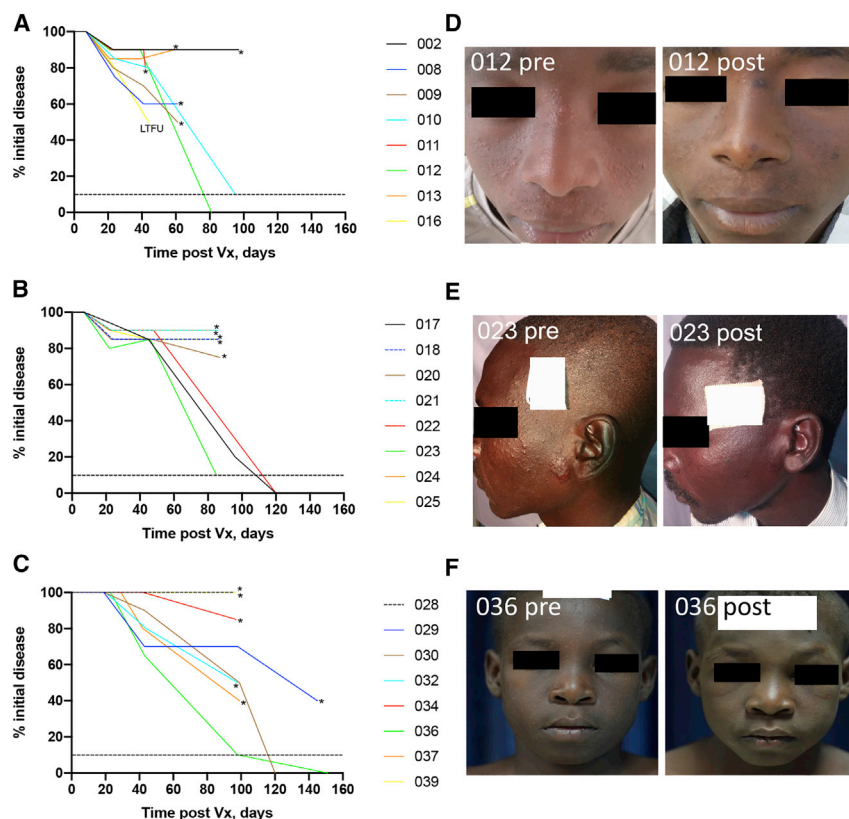 A
% initial disease
100
80
60
40
20
0
0 20 40 60 80 100 120 140 160
Time post Vx, days
LTFU
*
*
*
*
*
002
008
009
010
011
012
013
016
D
012 pre
012 post
B
% initial disease
100
80
60
40
20
0
0 20 40 60 80 100 120 140 160
Time post Vx, days
*
*
*
*
*
017
018
020
021
022
023
024
025
E
023 pre
023 post
C
% initial disease
100
80
60
40
20
0
0 20 40 60 80 100 120 140 160
Time post Vx, days
*
*
*
*
*
*
028
029
030
032
034
036
037
039
F
036 pre
036 post